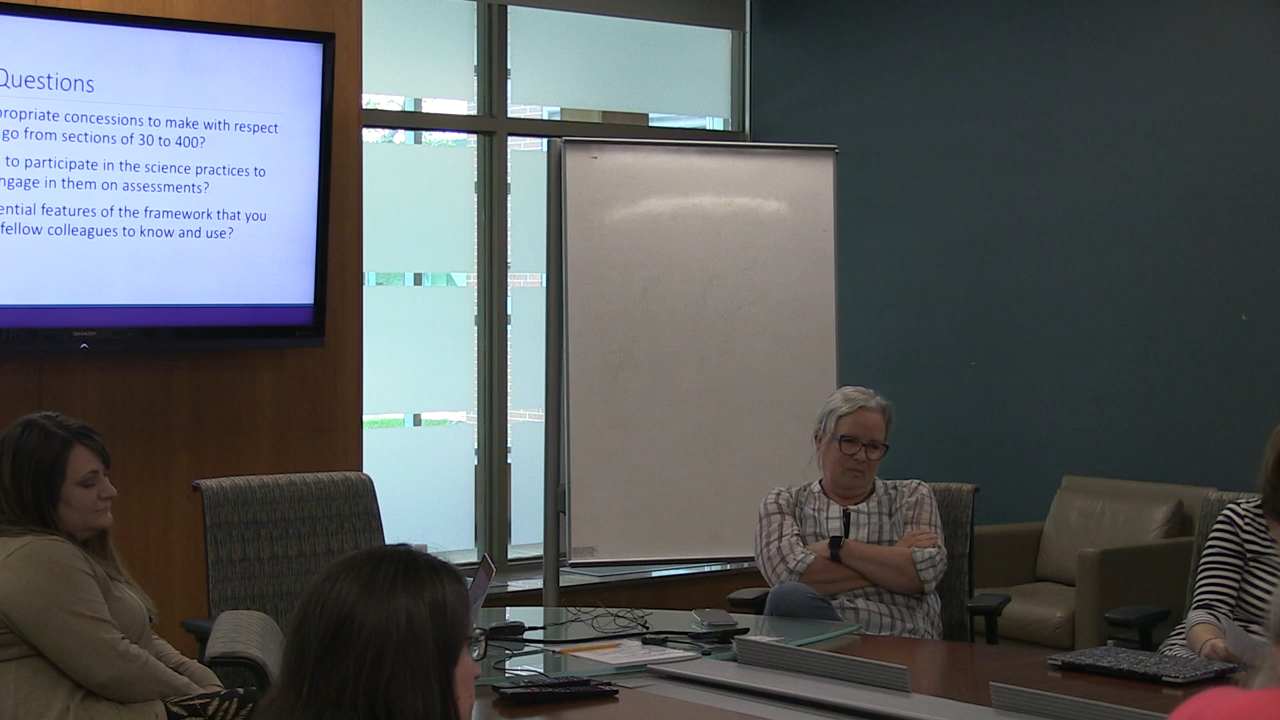 Questions
propriate concessions to make with respect
go from sections of 30 to 400?
to participate in the science practices to
ngage in them on assessments?
ential features of the framework that you
fellow colleagues to know and use?
SHARP